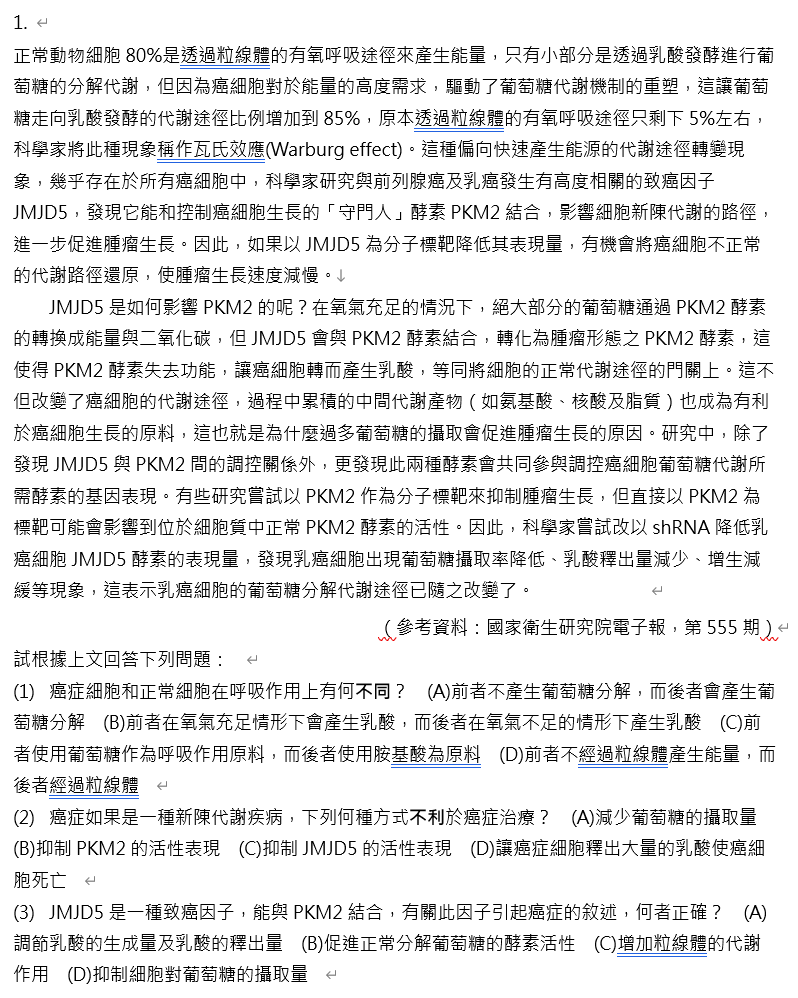 1.
正常動物細胞 80%是透過粒線體的有氧呼吸途徑來產生能量，只有小部分是透過乳酸發酵進行葡
萄糖的分解代謝，但因為癌細胞對於能量的高度需求，驅動了葡萄糖代謝機制的重塑，這讓葡萄
糖走向乳酸發酵的代謝途徑比例增加到 85%，原本透過粒線體的有氧呼吸途徑只剩下 5%左右，
科學家將此種現象稱作瓦氏效應(Warburg effect)。這種偏向快速產生能源的代謝途徑轉變現
象，幾乎存在於所有癌細胞中，科學家研究與前列腺癌及乳癌發生有高度相關的致癌因子
JMJD5，發現它能和控制癌細胞生長的「守門人」酵素 PKM2 結合，影響細胞新陳代謝的路徑，
進一步促進腫瘤生長。因此，如果以 JMJD5 為分子標靶降低其表現量，有機會將癌細胞不正常
的代謝路徑還原，使腫瘤生長速度減慢。↓
JMJD5 是如何影響 PKM2 的呢？在氧氣充足的情況下，絕大部分的葡萄糖通過 PKM2 酵素
的轉換成能量與二氧化碳，但 JMJD5 會與 PKM2 酵素結合，轉化為腫瘤形態之 PKM2 酵素，這
使得 PKM2 酵素失去功能，讓癌細胞轉而產生乳酸，等同將細胞的正常代謝途徑的門關上。這不
但改變了癌細胞的代謝途徑，過程中累積的中間代謝產物（如氨基酸、核酸及脂質）也成為有利
於癌細胞生長的原料，這也就是為什麼過多葡萄糖的攝取會促進腫瘤生長的原因。研究中，除了
發現 JMJD5 與 PKM2 間的調控關係外，更發現此兩種酵素會共同參與調控癌細胞葡萄糖代謝所
需酵素的基因表現。有些研究嘗試以 PKM2 作為分子標靶來抑制腫瘤生長，但直接以 PKM2 為
標靶可能會影響到位於細胞質中正常 PKM2 酵素的活性。因此，科學家嘗試改以 shRNA 降低乳
癌細胞 JMJD5 酵素的表現量，發現乳癌細胞出現葡萄糖攝取率降低、乳酸釋出量減少、增生減
緩等現象，這表示乳癌細胞的葡萄糖分解代謝途徑已隨之改變了。
（參考資料：國家衛生研究院電子報，第 555 期）
試根據上文回答下列問題：
(1) 癌症細胞和正常細胞在呼吸作用上有何不同？ (A)前者不產生葡萄糖分解，而後者會產生葡
萄糖分解 (B)前者在氧氣充足情形下會產生乳酸，而後者在氧氣不足的情形下產生乳酸 (C)前
者使用葡萄糖作為呼吸作用原料，而後者使用胺基酸為原料 (D)前者不經過粒線體產生能量，而
後者經過粒線體
(2) 癌症如果是一種新陳代謝疾病，下列何種方式不利於癌症治療？ (A)減少葡萄糖的攝取量
(B)抑制 PKM2 的活性表現 (C)抑制 JMJD5 的活性表現 (D)讓癌症細胞釋出大量的乳酸使癌細
胞死亡
(3) JMJD5 是一種致癌因子，能與 PKM2 結合，有關此因子引起癌症的敘述，何者正確？ (A)
調節乳酸的生成量及乳酸的釋出量 (B)促進正常分解葡萄糖的酵素活性 (C)增加粒線體的代謝
作用 (D)抑制細胞對葡萄糖的攝取量